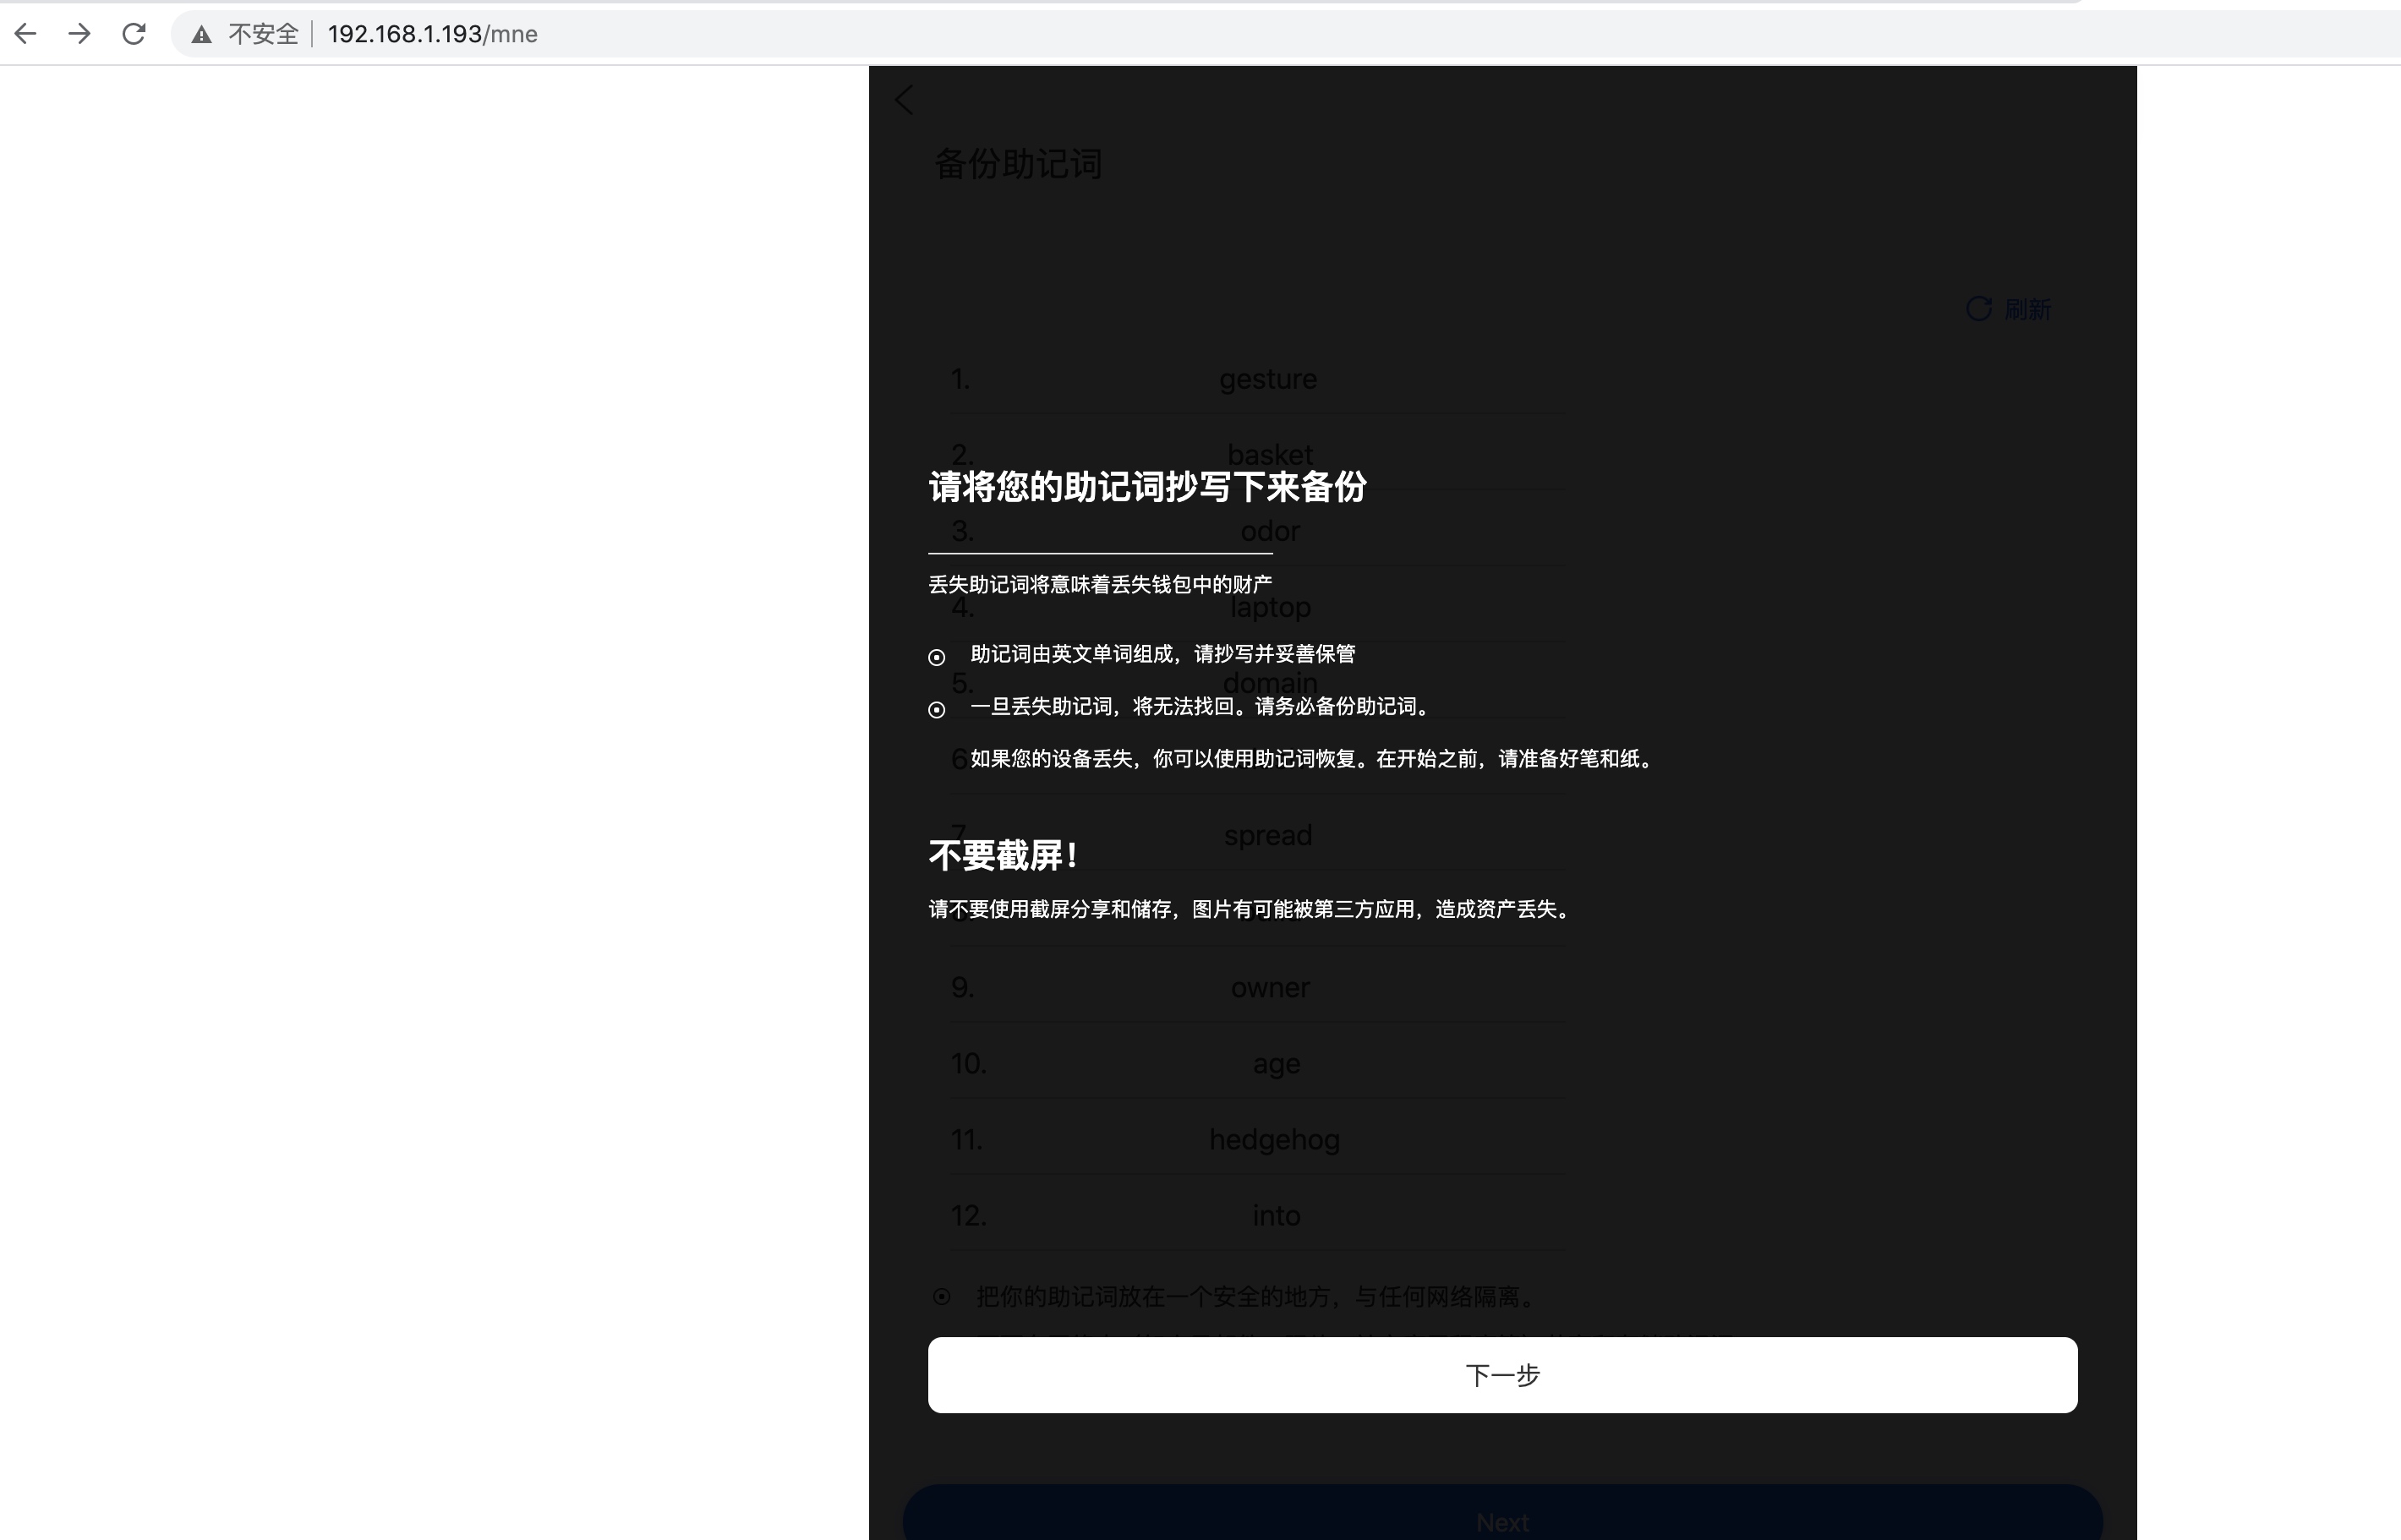 不安全 192.168.1.193/mne
备份助记词
刷新
1. gesture
2. basket
请将您的助记词抄写下来备份
3. odor
丢失助记词将意味着丢失钱包中的财产
4. laptop
助记词由英文单词组成，请抄写并妥善保管
5. domain
一旦丢失助记词，将无法找回。请务必备份助记词。
6
如果您的设备丢失，你可以使用助记词恢复。在开始之前，请准备好笔和纸。
7. spread
不要截屏！
请不要使用截屏分享和储存，图片有可能被第三方应用，造成资产丢失。
9. owner
10. age
11. hedgehog
12. into
把你的助记词放在一个安全的地方，与任何网络隔离。
下一步
Next